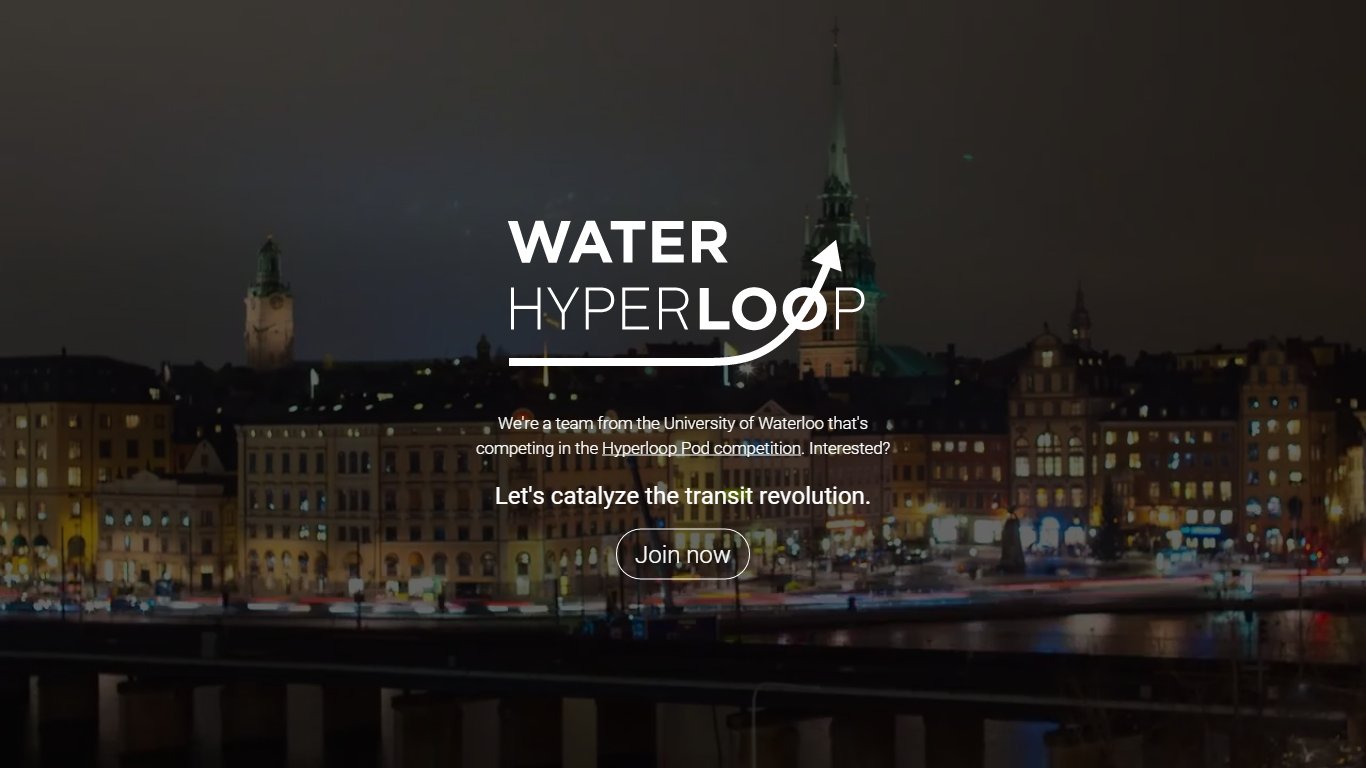 WATER
HYPERLOOP
We're a team from the University of Waterloo that's
competing in the Hyperloop Pod competition. Interested?
Let's catalyze the transit revolution.
Join now